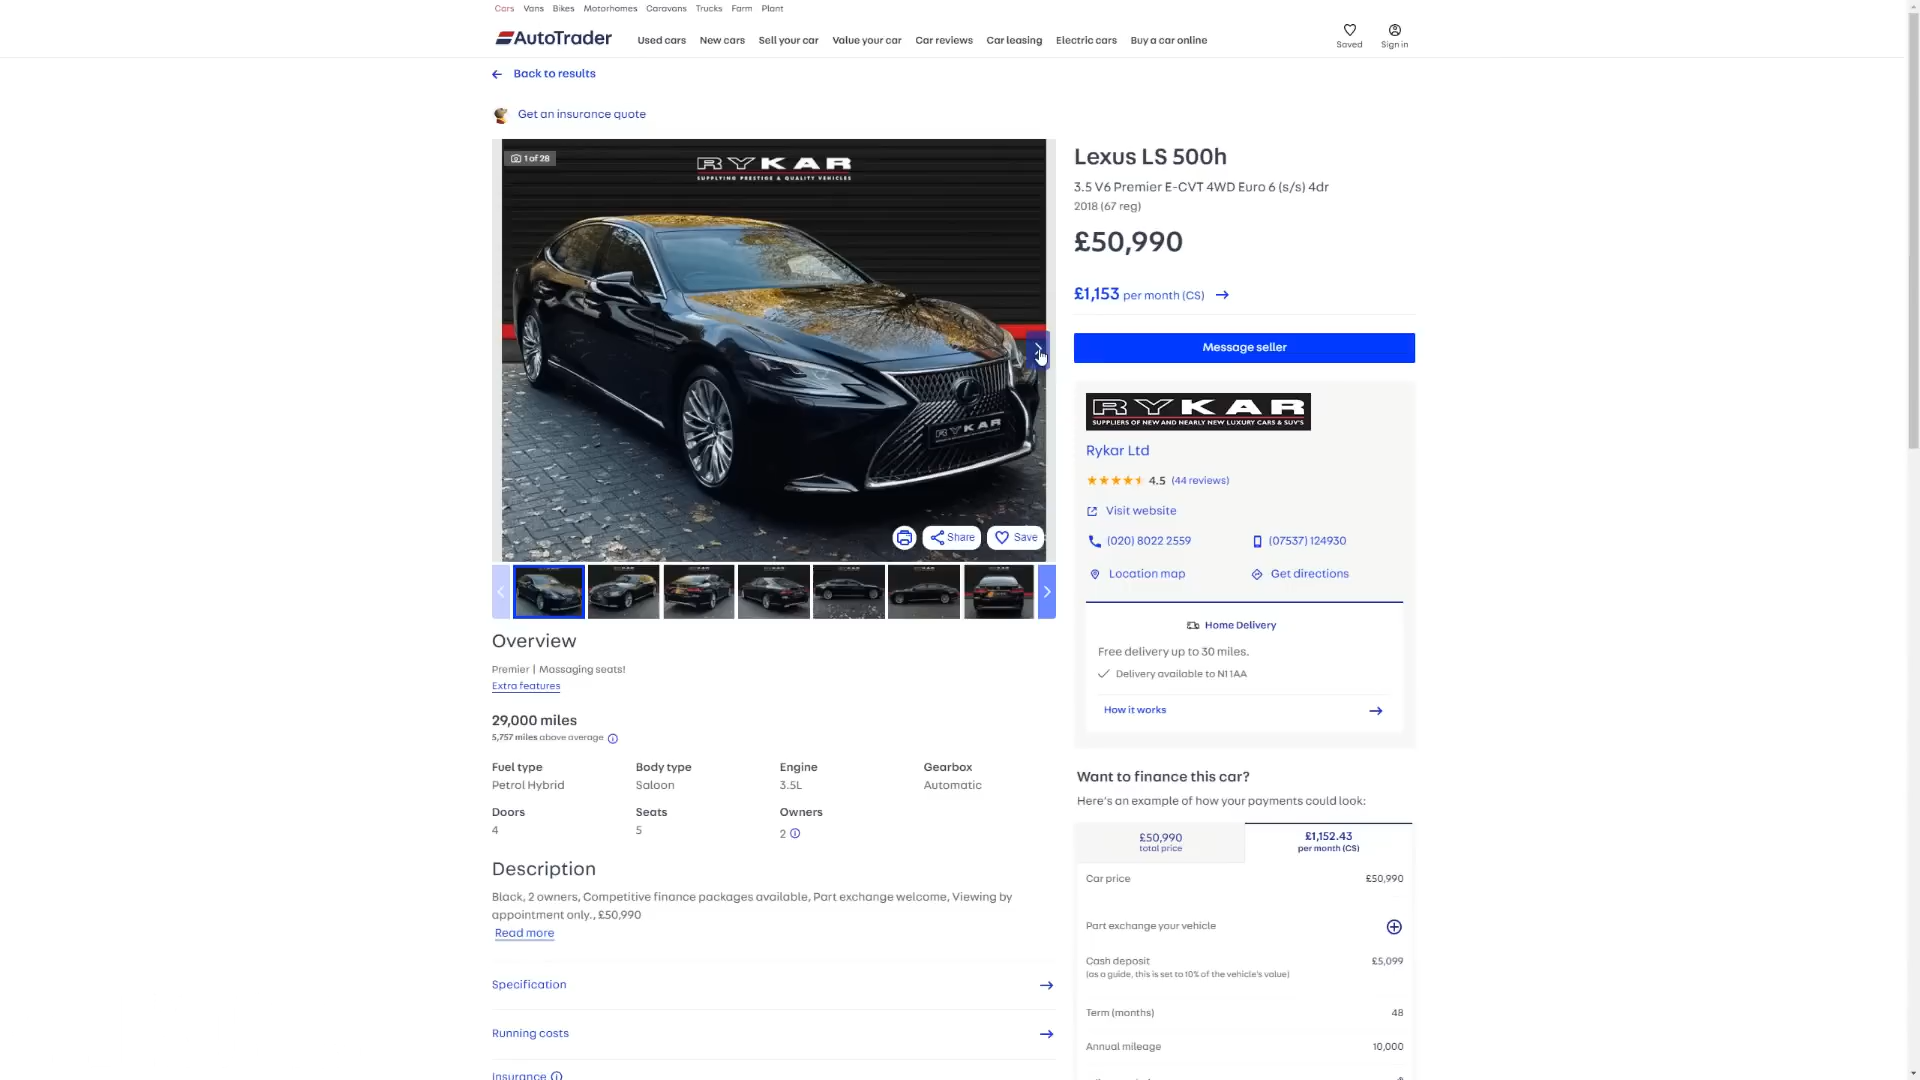 Cars Vans Bikes Motorhomes Caravans Trucks Farm Plant
AutoTrader Used cars New cars Sell your car Value your car Car reviews Car leasing Electric cars Buy a car online Saved Sign in
Back to results
Get an insurance quote
1 of 28
RYKAR
SUPPLYING PRESTIGE & QUALITY VEHICLES
RYKAR
Share
Save
Lexus LS 500h
3.5 V6 Premier E-CVT 4WD Euro 6 (s/s) 4dr
2018 (67 reg)
£50,990
£1,153 per month (CS)
Message seller
RYKAR
SUPPLIERS OF NEW AND NEARLY NEW LUXURY CARS & SUV'S
Rykar Ltd
4.5 (44 reviews)
Visit website
(020) 8022 2559 (07537) 124930
Location map Get directions
Home Delivery
Free delivery up to 30 miles.
Delivery available to N1 1AA
How it works
Overview
Premier | Massaging seats!
Extra features
29,000 miles
5,757 miles above average
Fuel type Body type Engine Gearbox
Petrol Hybrid Saloon 3.5L Automatic
Doors Seats Owners
4 5 2
Description
Black, 2 owners, Competitive finance packages available, Part exchange welcome, Viewing by
appointment only., £50,990
Read more
Specification
Running costs
Insurance
Want to finance this car?
Here's an example of how your payments could look:
£50,990 £1,152.43
total price per month (CS)
Car price £50,990
Part exchange your vehicle
Cash deposit £5,099
(as a guide, this is set to 10% of the vehicle's value)
Term (months) 48
Annual mileage 10,000